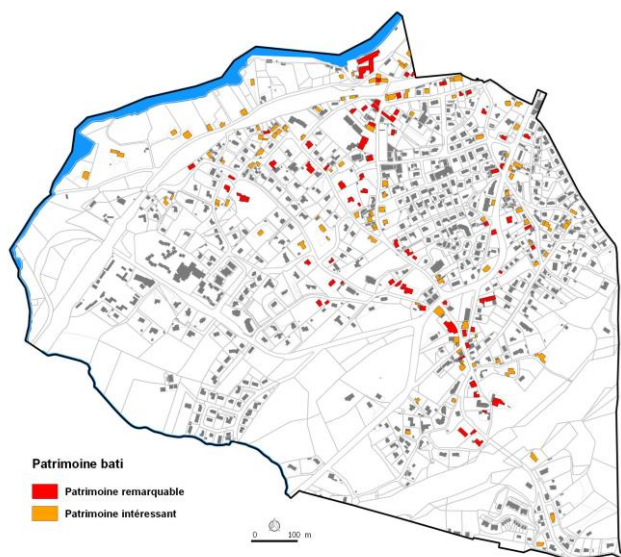 Patrimoine bati
Patrimoine remarquable
Patrimoine intéressant
0 100 m